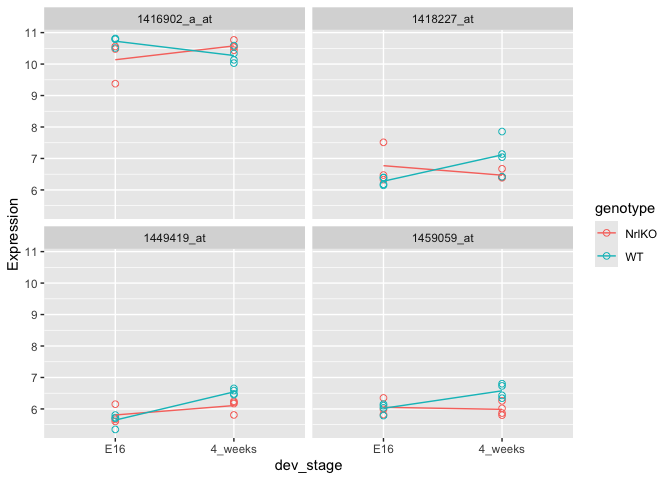 1416902_a_at
1418227_at
11
10
9
8
7
6
1449419_at
1459059_at
11
10
9
8
7
6
E16
4_weeks
E16
4_weeks
dev_stage
Expression
genotype
NrlKO
WT